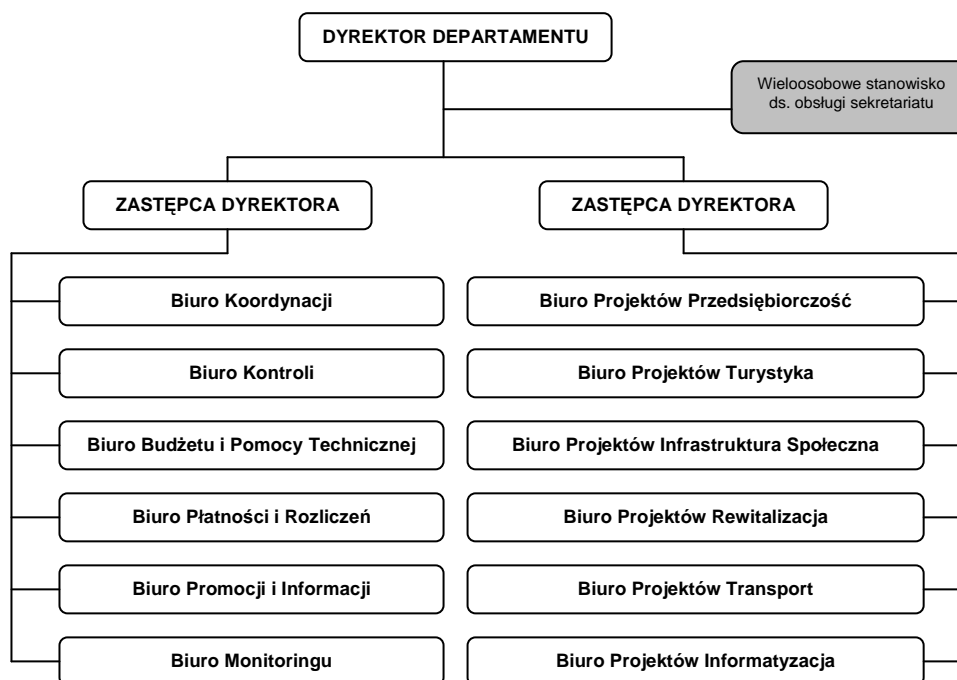 DYREKTOR DEPARTAMENTU
Wieloosobowe stanowisko
ds. obsługi sekretariatu
ZASTĘPCA DYREKTORA
ZASTĘPCA DYREKTORA
Biuro Koordynacji
Biuro Projektów Przedsiębiorczość
Biuro Kontroli
Biuro Projektów Turystyka
Biuro Budżetu i Pomocy Technicznej
Biuro Projektów Infrastruktura Społeczna
Biuro Płatności i Rozliczeń
Biuro Projektów Rewitalizacja
Biuro Promocji i Informacji
Biuro Projektów Transport
Biuro Monitoringu
Biuro Projektów Informatyzacja